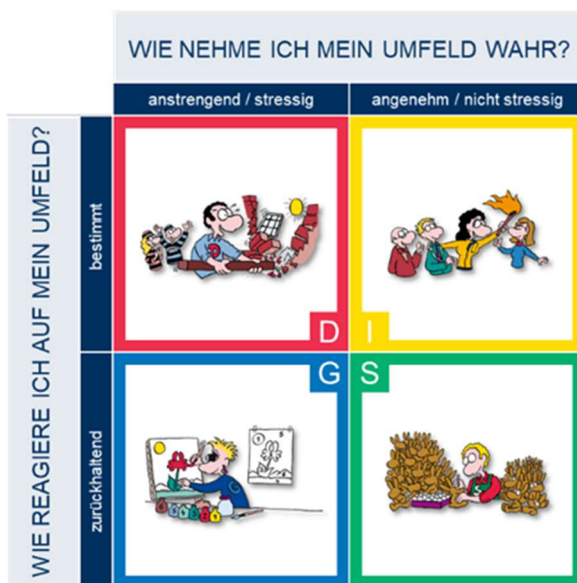 WIE NEHME ICH MEIN UMFELD WAHR?
anstrengend / stressig
angenehm / nicht stressig
WIE REAGIERE ICH AUF MEIN UMFELD?
bestimmt
D
I
zurückhaltend
G
S